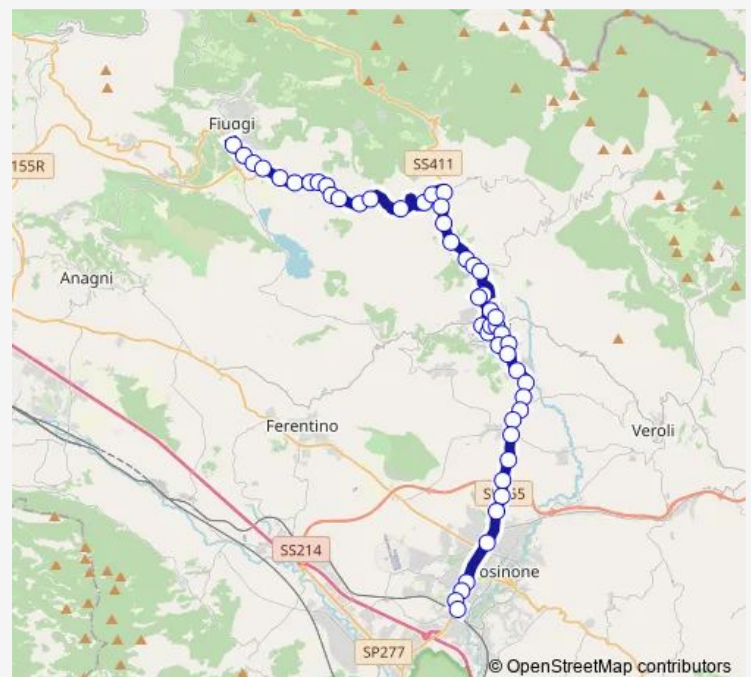 Fiuggi
SS411
155R
Anagni
Ferentino
Veroli
SS214
osinone
SP277
© OpenStreetMap contributors